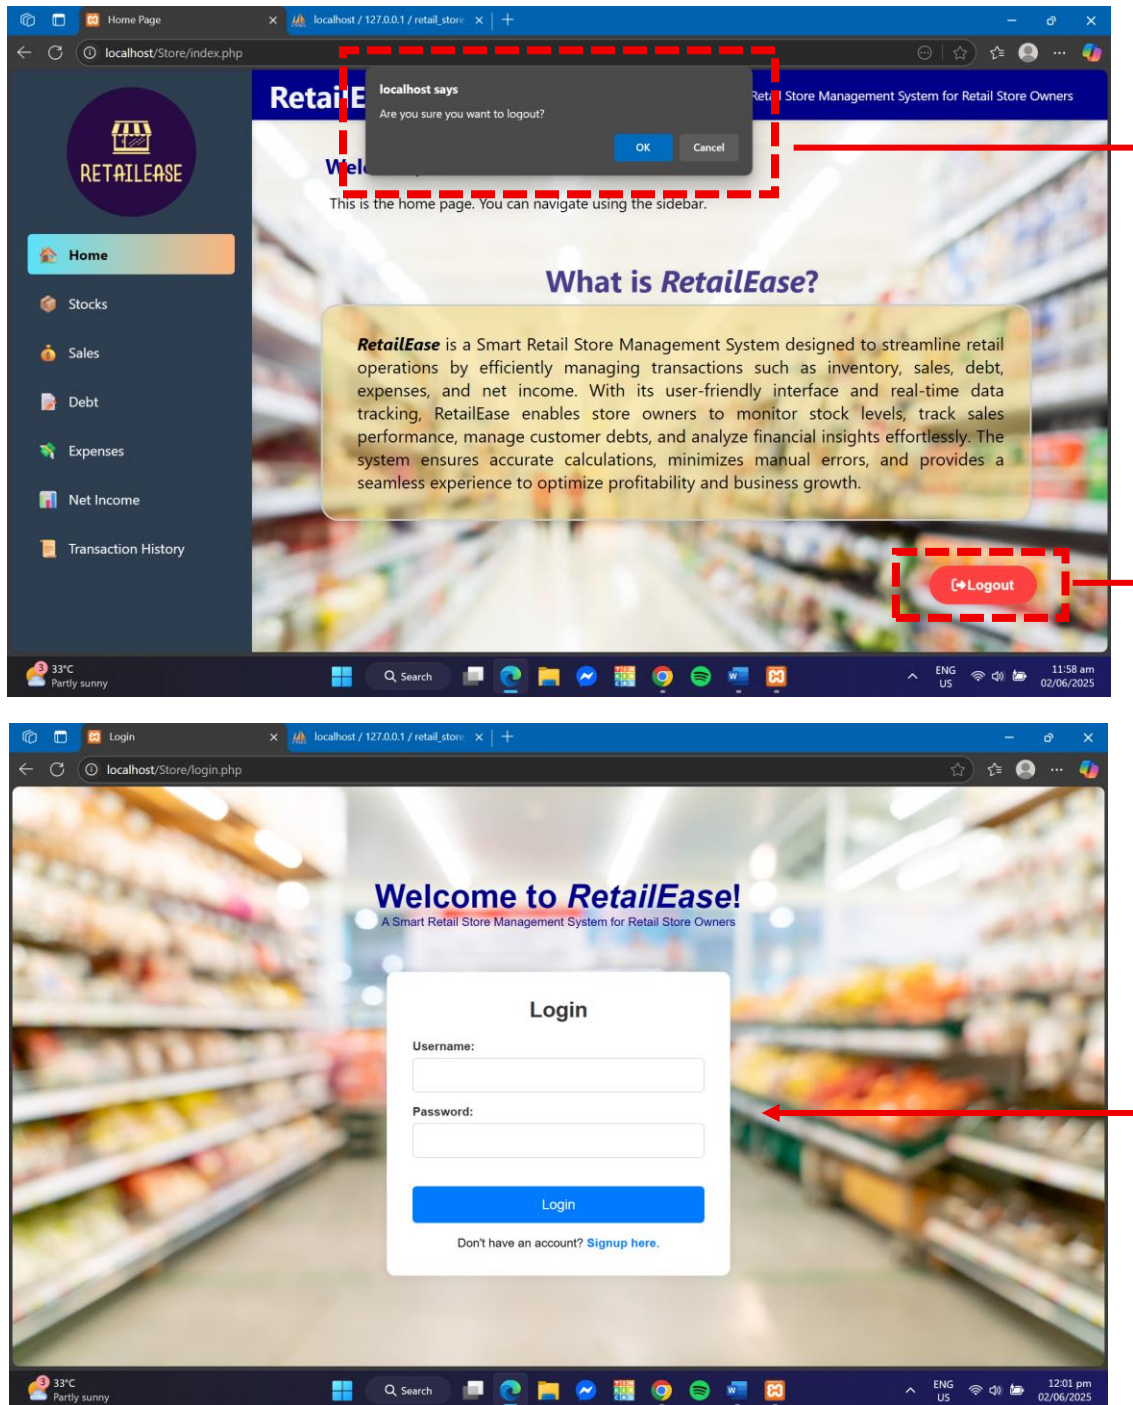 Home Page
localhost / 127.0.0.1 / retail_store
localhost/Store/index.php
RETAILEASE
Home
Stocks
Sales
Debt
Expenses
Net Income
Transaction History
localhost says
Are you sure you want to logout?
OK Cancel
Retail Store Management System for Retail Store Owners
This is the home page. You can navigate using the sidebar.
What is RetailEase?
RetailEase is a Smart Retail Store Management System designed to streamline retail
operations by efficiently managing transactions such as inventory, sales, debt,
expenses, and net income. With its user-friendly interface and real-time data
tracking, RetailEase enables store owners to monitor stock levels, track sales
performance, manage customer debts, and analyze financial insights effortlessly. The
system ensures accurate calculations, minimizes manual errors, and provides a
seamless experience to optimize profitability and business growth.
Logout
3
33°C
Partly sunny
Search
ENG
US
11:58 am
02/06/2025
Login
localhost / 127.0.0.1 / retail_store
localhost/Store/login.php
Welcome to RetailEase!
A Smart Retail Store Management System for Retail Store Owners
Login
Username:
Password:
Login
Don't have an account? Signup here.
3
33°C
Partly sunny
Search
ENG
US
12:01 pm
02/06/2025